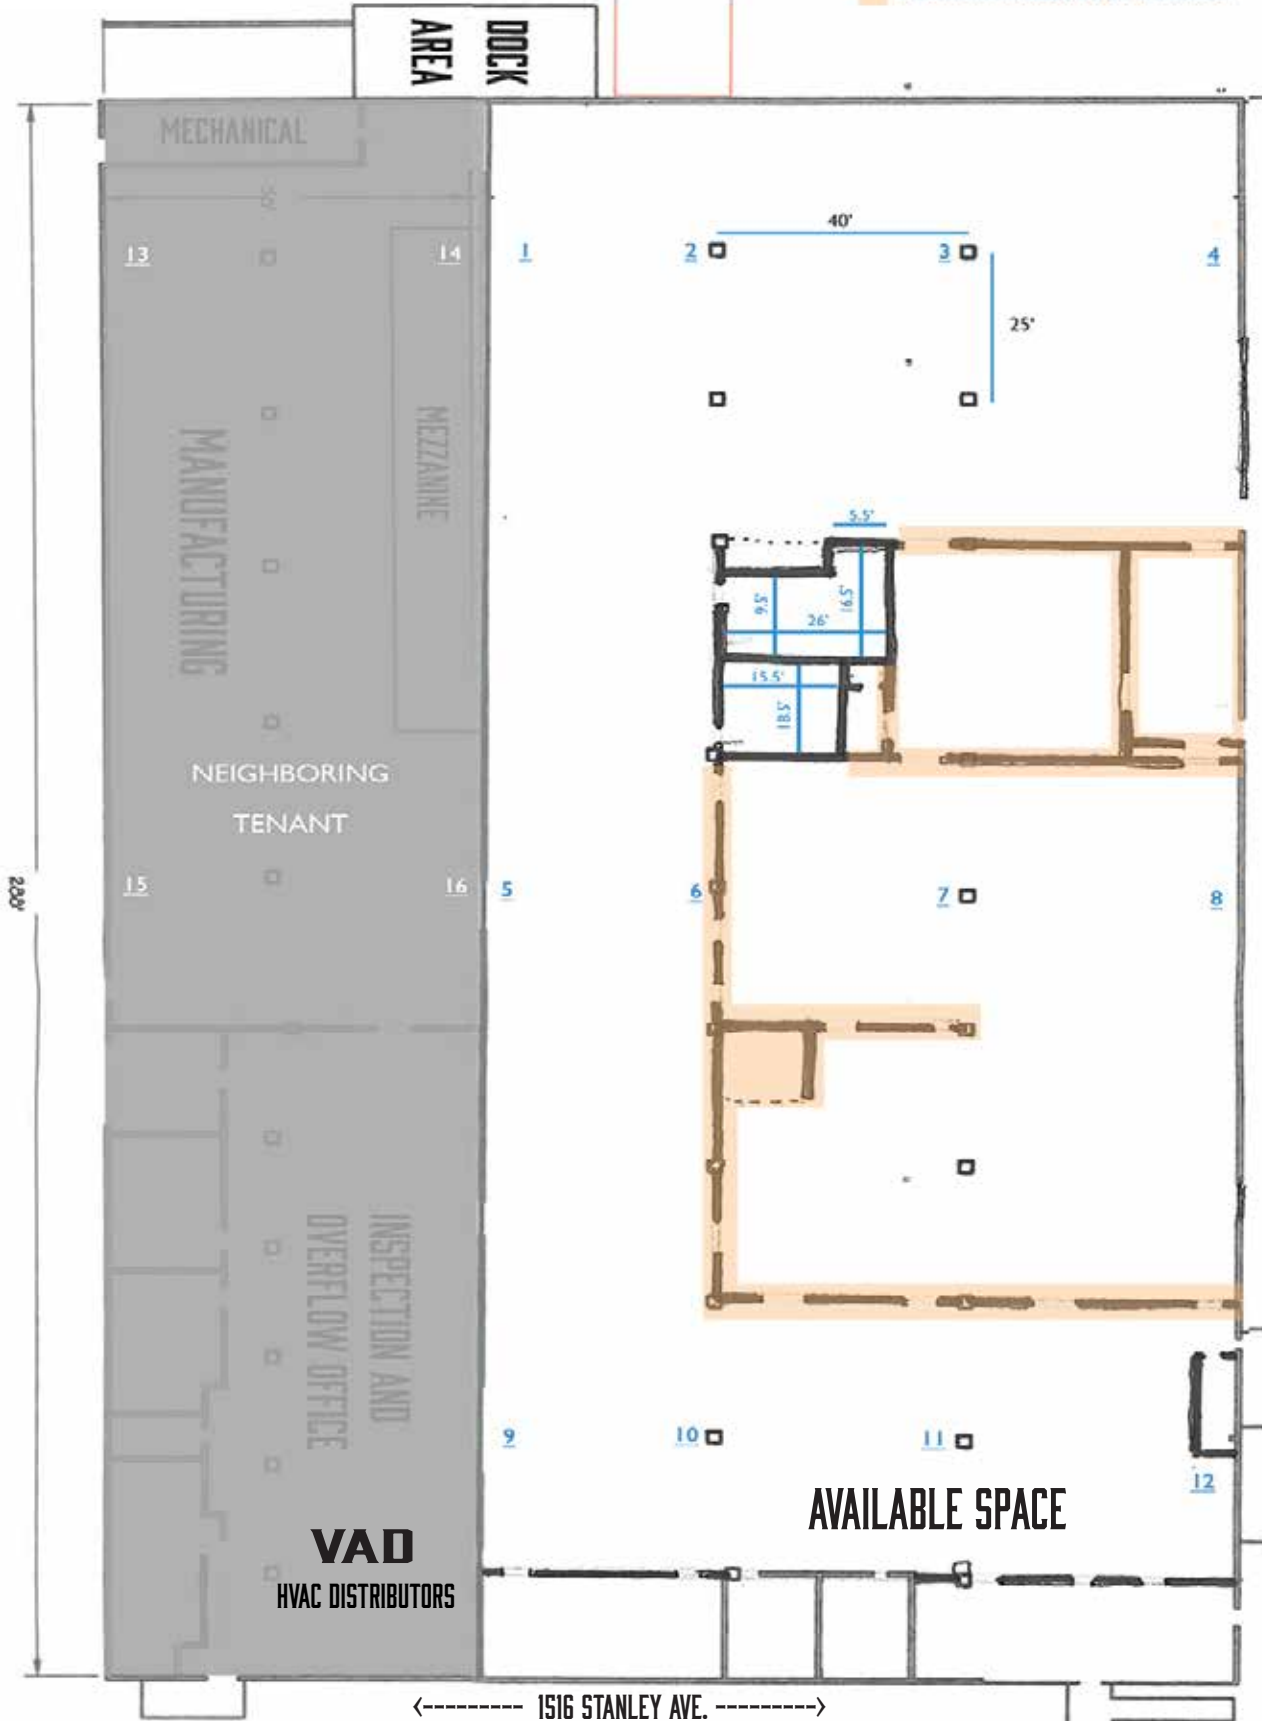 DOCK
AREA
MECHANICAL
13
14
1
2
40'
3
4
25'
MEZZANINE
MANUFACTURING
5.5'
9.5'
16.5'
26'
15.5'
18.5'
NEIGHBORING
TENANT
288'
15
16
5
6
7
8
INSPECTION AND
OVERFLOW OFFICE
9
10
11
12
AVAILABLE SPACE
VAD
HVAC DISTRIBUTORS
1516 STANLEY AVE.